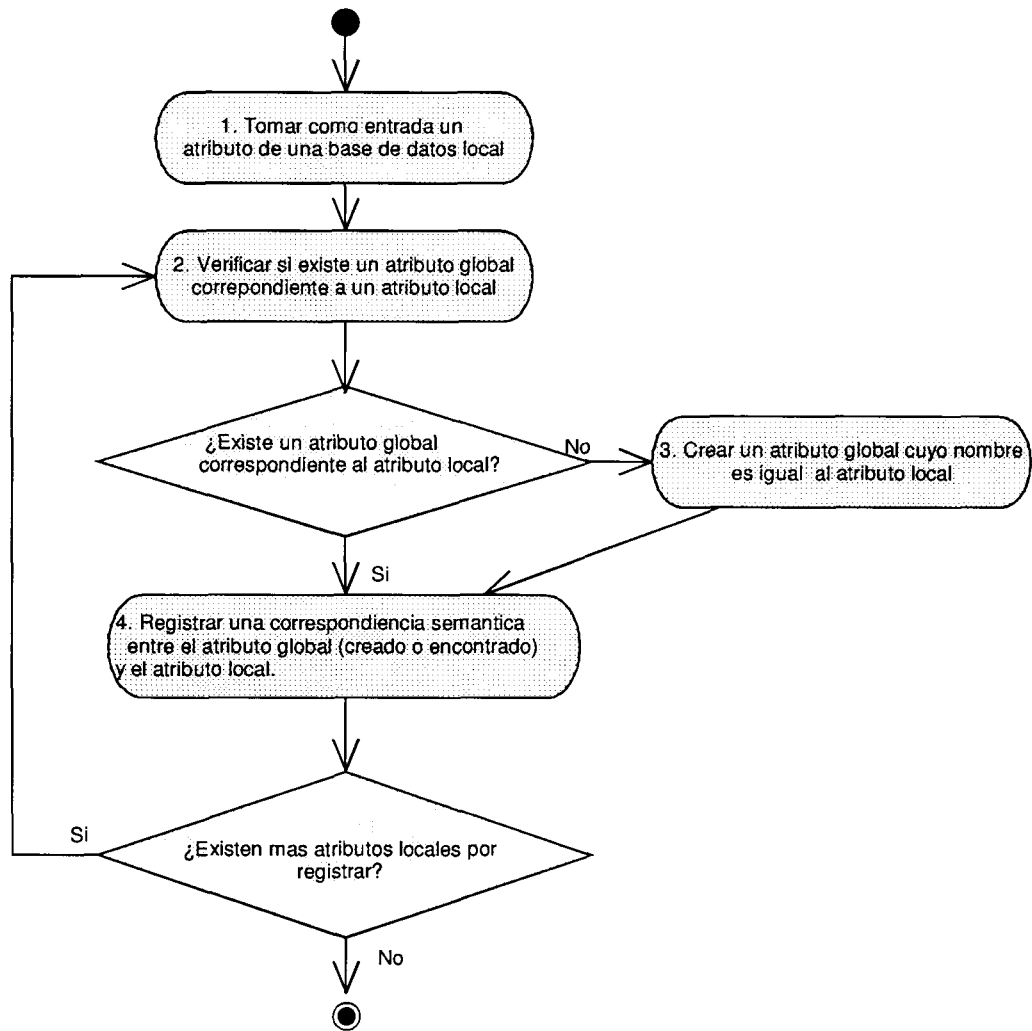 1. Tomar como entrada un
atributo de una base de datos local
2. Verificar si existe un atributo global
correpondiente a un atributo local
¿Existe un atributo global
correspondiente al atributo local?
No
3. Crear un atributo global cuyo nombre
es igual al atributo local
Si
4. Registrar una correspondiencia semantica
entre el atributo global (creado o encontrado)
y el atributo local.
Si
¿Existen mas atributos locales por
registrar?
No